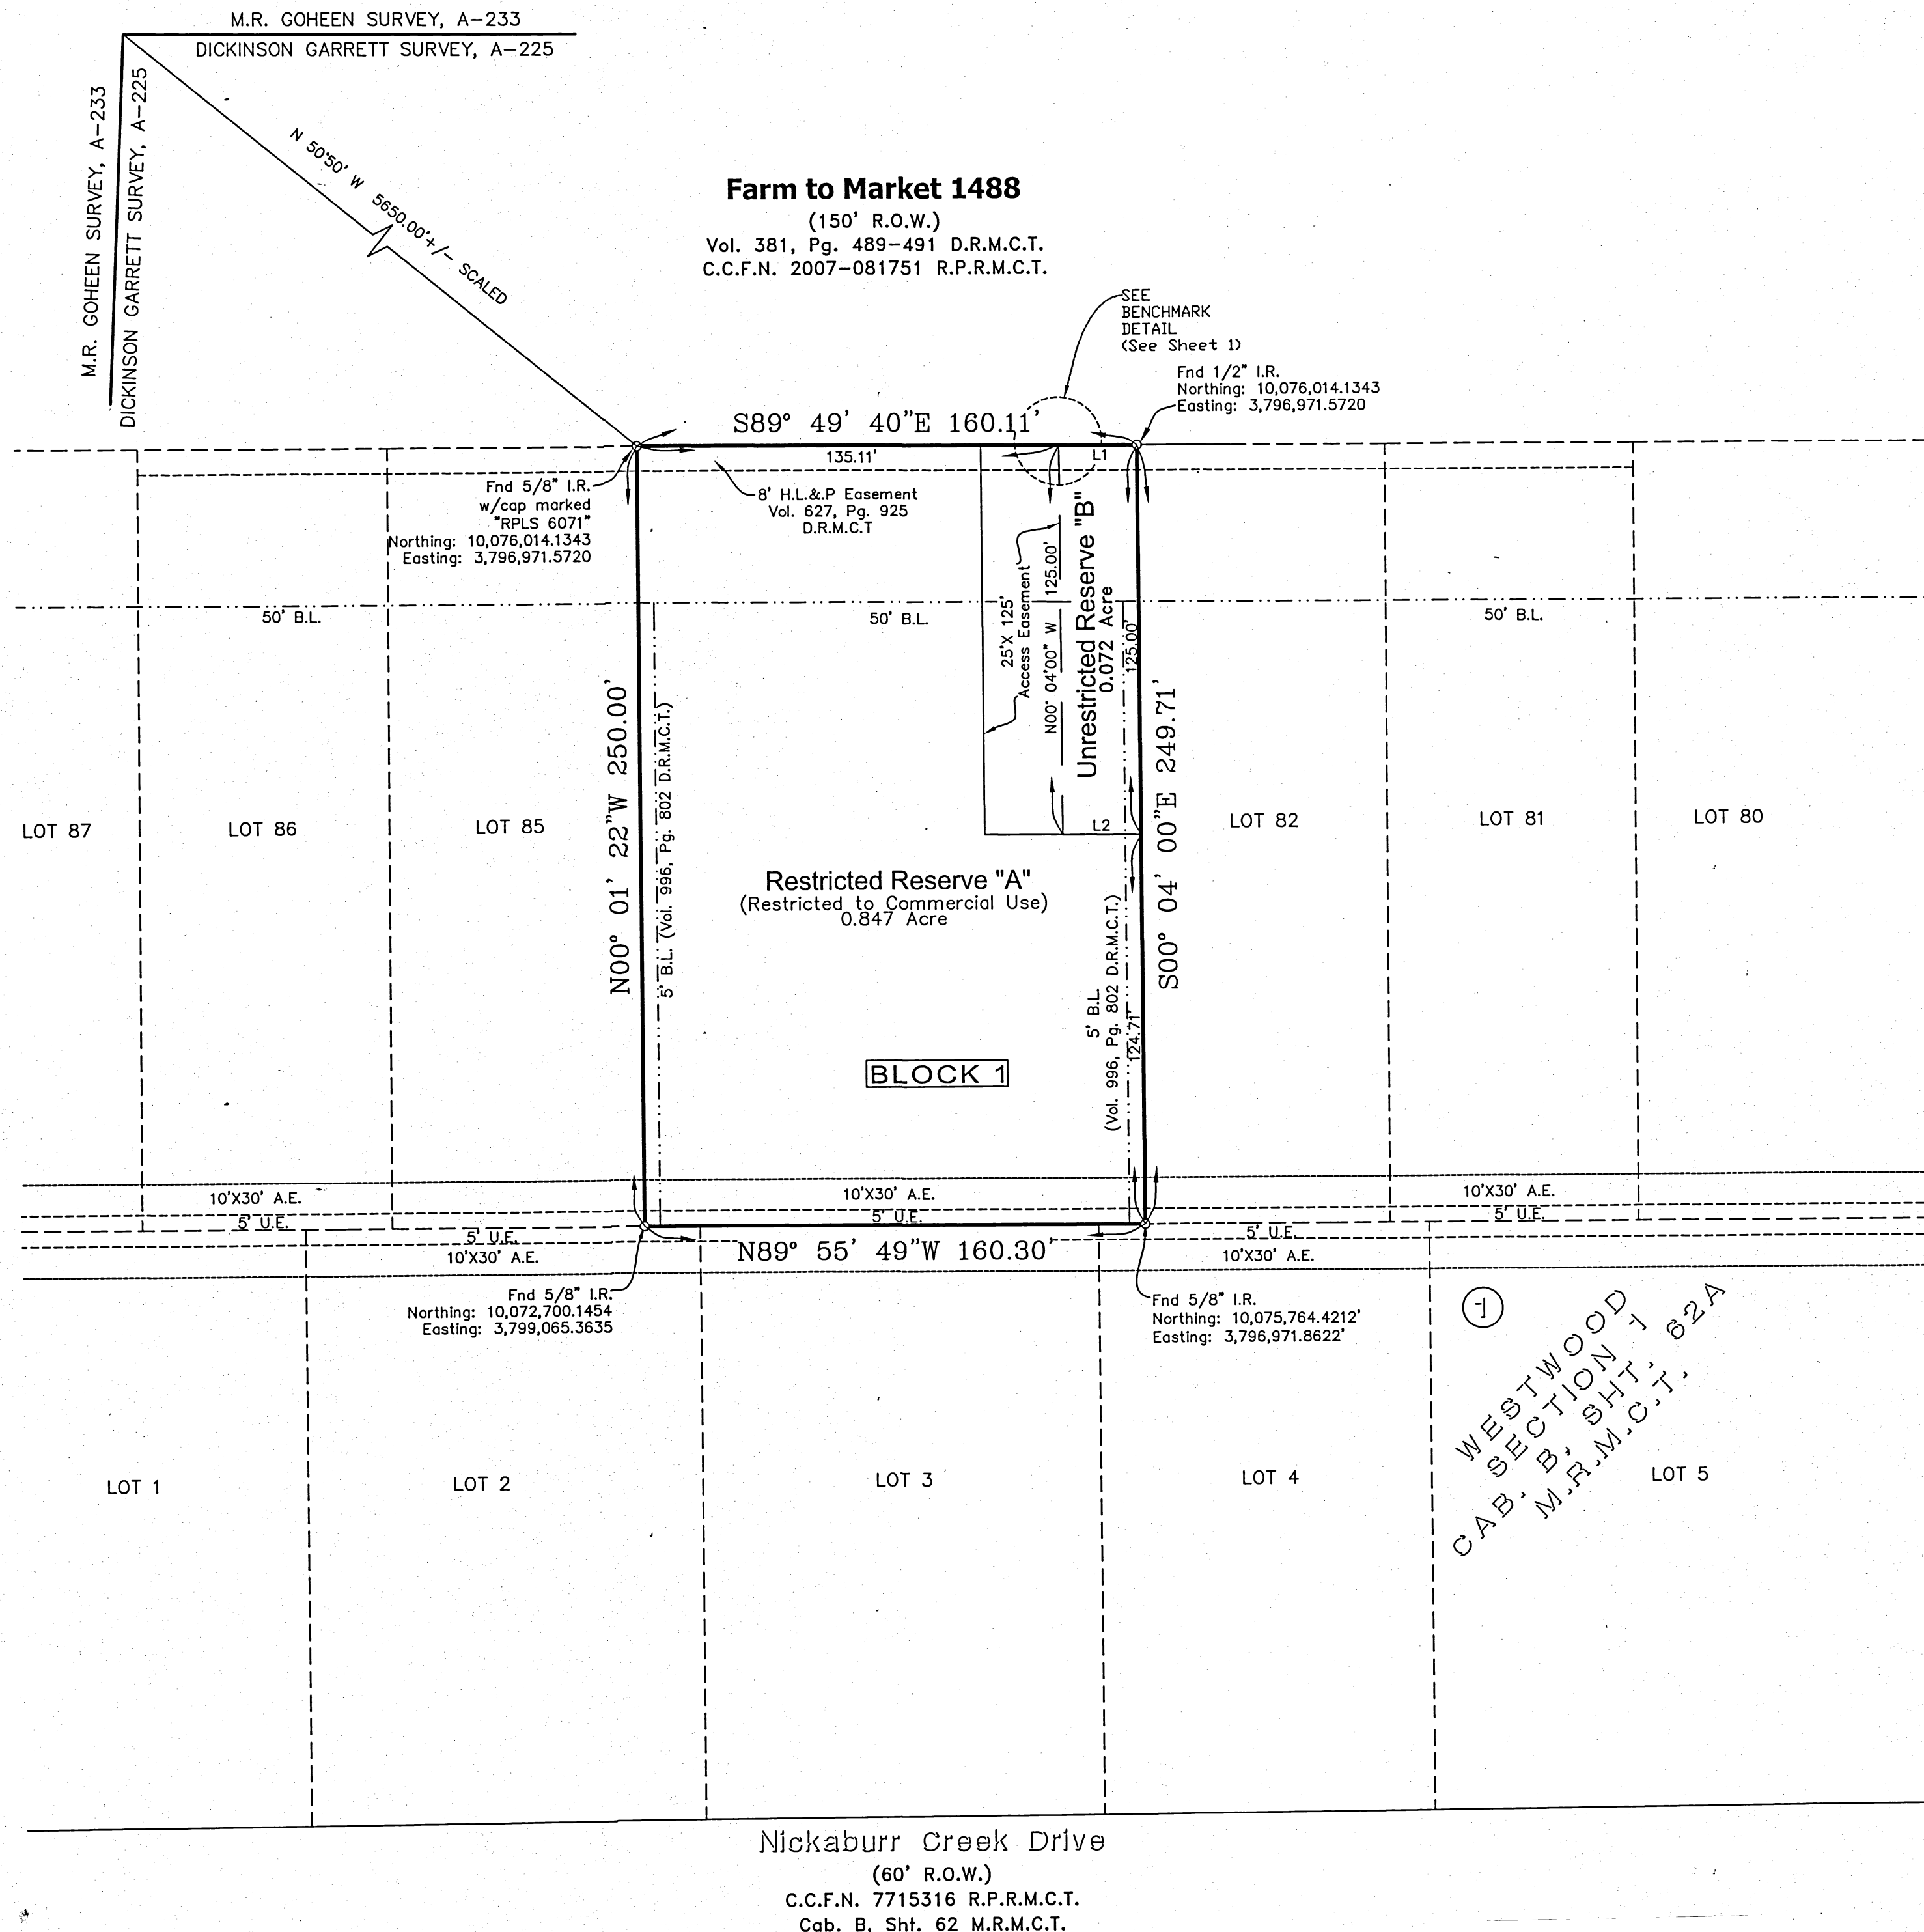 M.R. GOHEEN SURVEY, A-233
DICKINSON GARRETT SURVEY, A-225
M.R. GOHEEN SURVEY, A-233
DICKINSON GARRETT SURVEY, A-225
N 50°50' W 5650.00'+/- SCALED
Farm to Market 1488
(150' R.O.W.)
Vol. 381, Pg. 489-491 D.R.M.C.T.
C.C.F.N. 2007-081751 R.P.R.M.C.T.
SEE
BENCHMARK
DETAIL
(See Sheet 1)
Fnd 1/2" I.R.
Northing: 10,076,014.1343
Easting: 3,796,971.5720
S89° 49' 40"E 160.11'
135.11'
L1
Fnd 5/8" I.R.
w/cap marked
"RPLS 6071"
Northing: 10,076,014.1343
Easting: 3,796,971.5720
8' H.L.&.P Easement
Vol. 627, Pg. 925
D.R.M.C.T
25'X 125'
Access Easement
N00° 04'00" W 125.00'
Unrestricted Reserve "B"
0.072 Acre
125.00'
50' B.L.
50' B.L.
50' B.L.
N00° 01' 22"W 250.00'
5' B.L. (Vol. 996, Pg. 802 D.R.M.C.T.)
S00° 04' 00"E 249.71'
LOT 87
LOT 86
LOT 85
L2
LOT 82
LOT 81
LOT 80
Restricted Reserve "A"
(Restricted to Commercial Use)
0.847 Acre
5' B.L.
(Vol. 996, Pg. 802 D.R.M.C.T.)
124.71'
BLOCK 1
10'X30' A.E.
10'X30' A.E.
10'X30' A.E.
5' U.E.
5' U.E.
5' U.E.
5' U.E.
5' U.E.
10'X30' A.E.
N89° 55' 49"W 160.30'
10'X30' A.E.
Fnd 5/8" I.R.
Northing: 10,072,700.1454
Easting: 3,799,065.3635
Fnd 5/8" I.R.
Northing: 10,075,764.4212'
Easting: 3,796,971.8622'
1
WESTWOOD
SECTION 1
CAB. B, SHT. 62A
M.R.M.C.T.
LOT 1
LOT 2
LOT 3
LOT 4
LOT 5
Nickaburr Creek Drive
(60' R.O.W.)
C.C.F.N. 7715316 R.P.R.M.C.T.
Cab. B, Sht. 62 M.R.M.C.T.